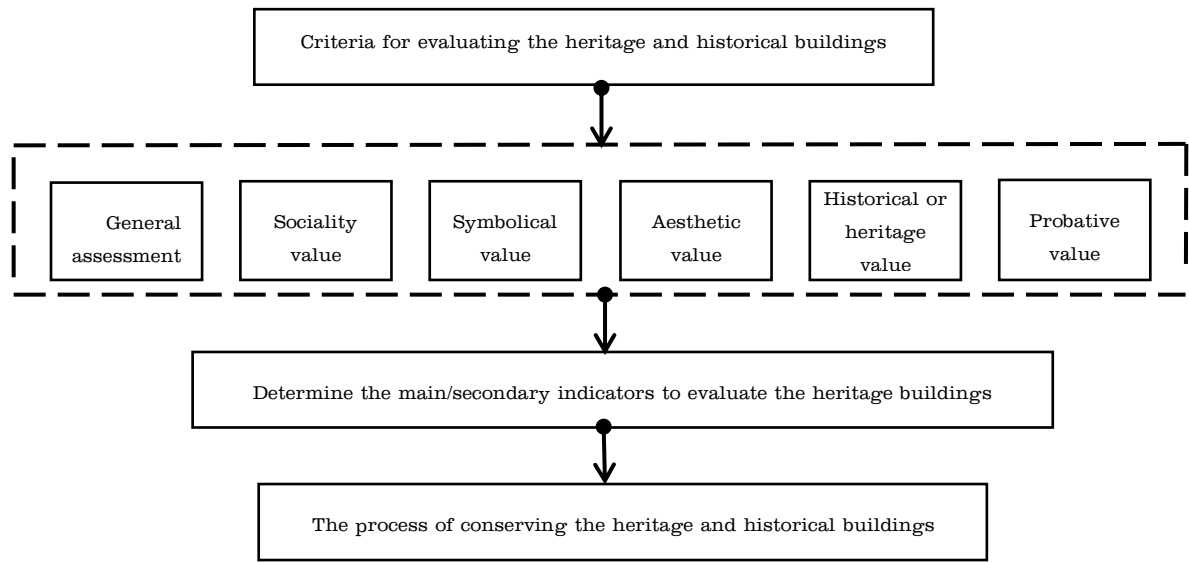 Criteria for evaluating the heritage and historical buildings
General
assessment
Sociality
value
Symbolical
value
Aesthetic
value
Historical or
heritage
value
Probative
value
Determine the main/secondary indicators to evaluate the heritage buildings
The process of conserving the heritage and historical buildings